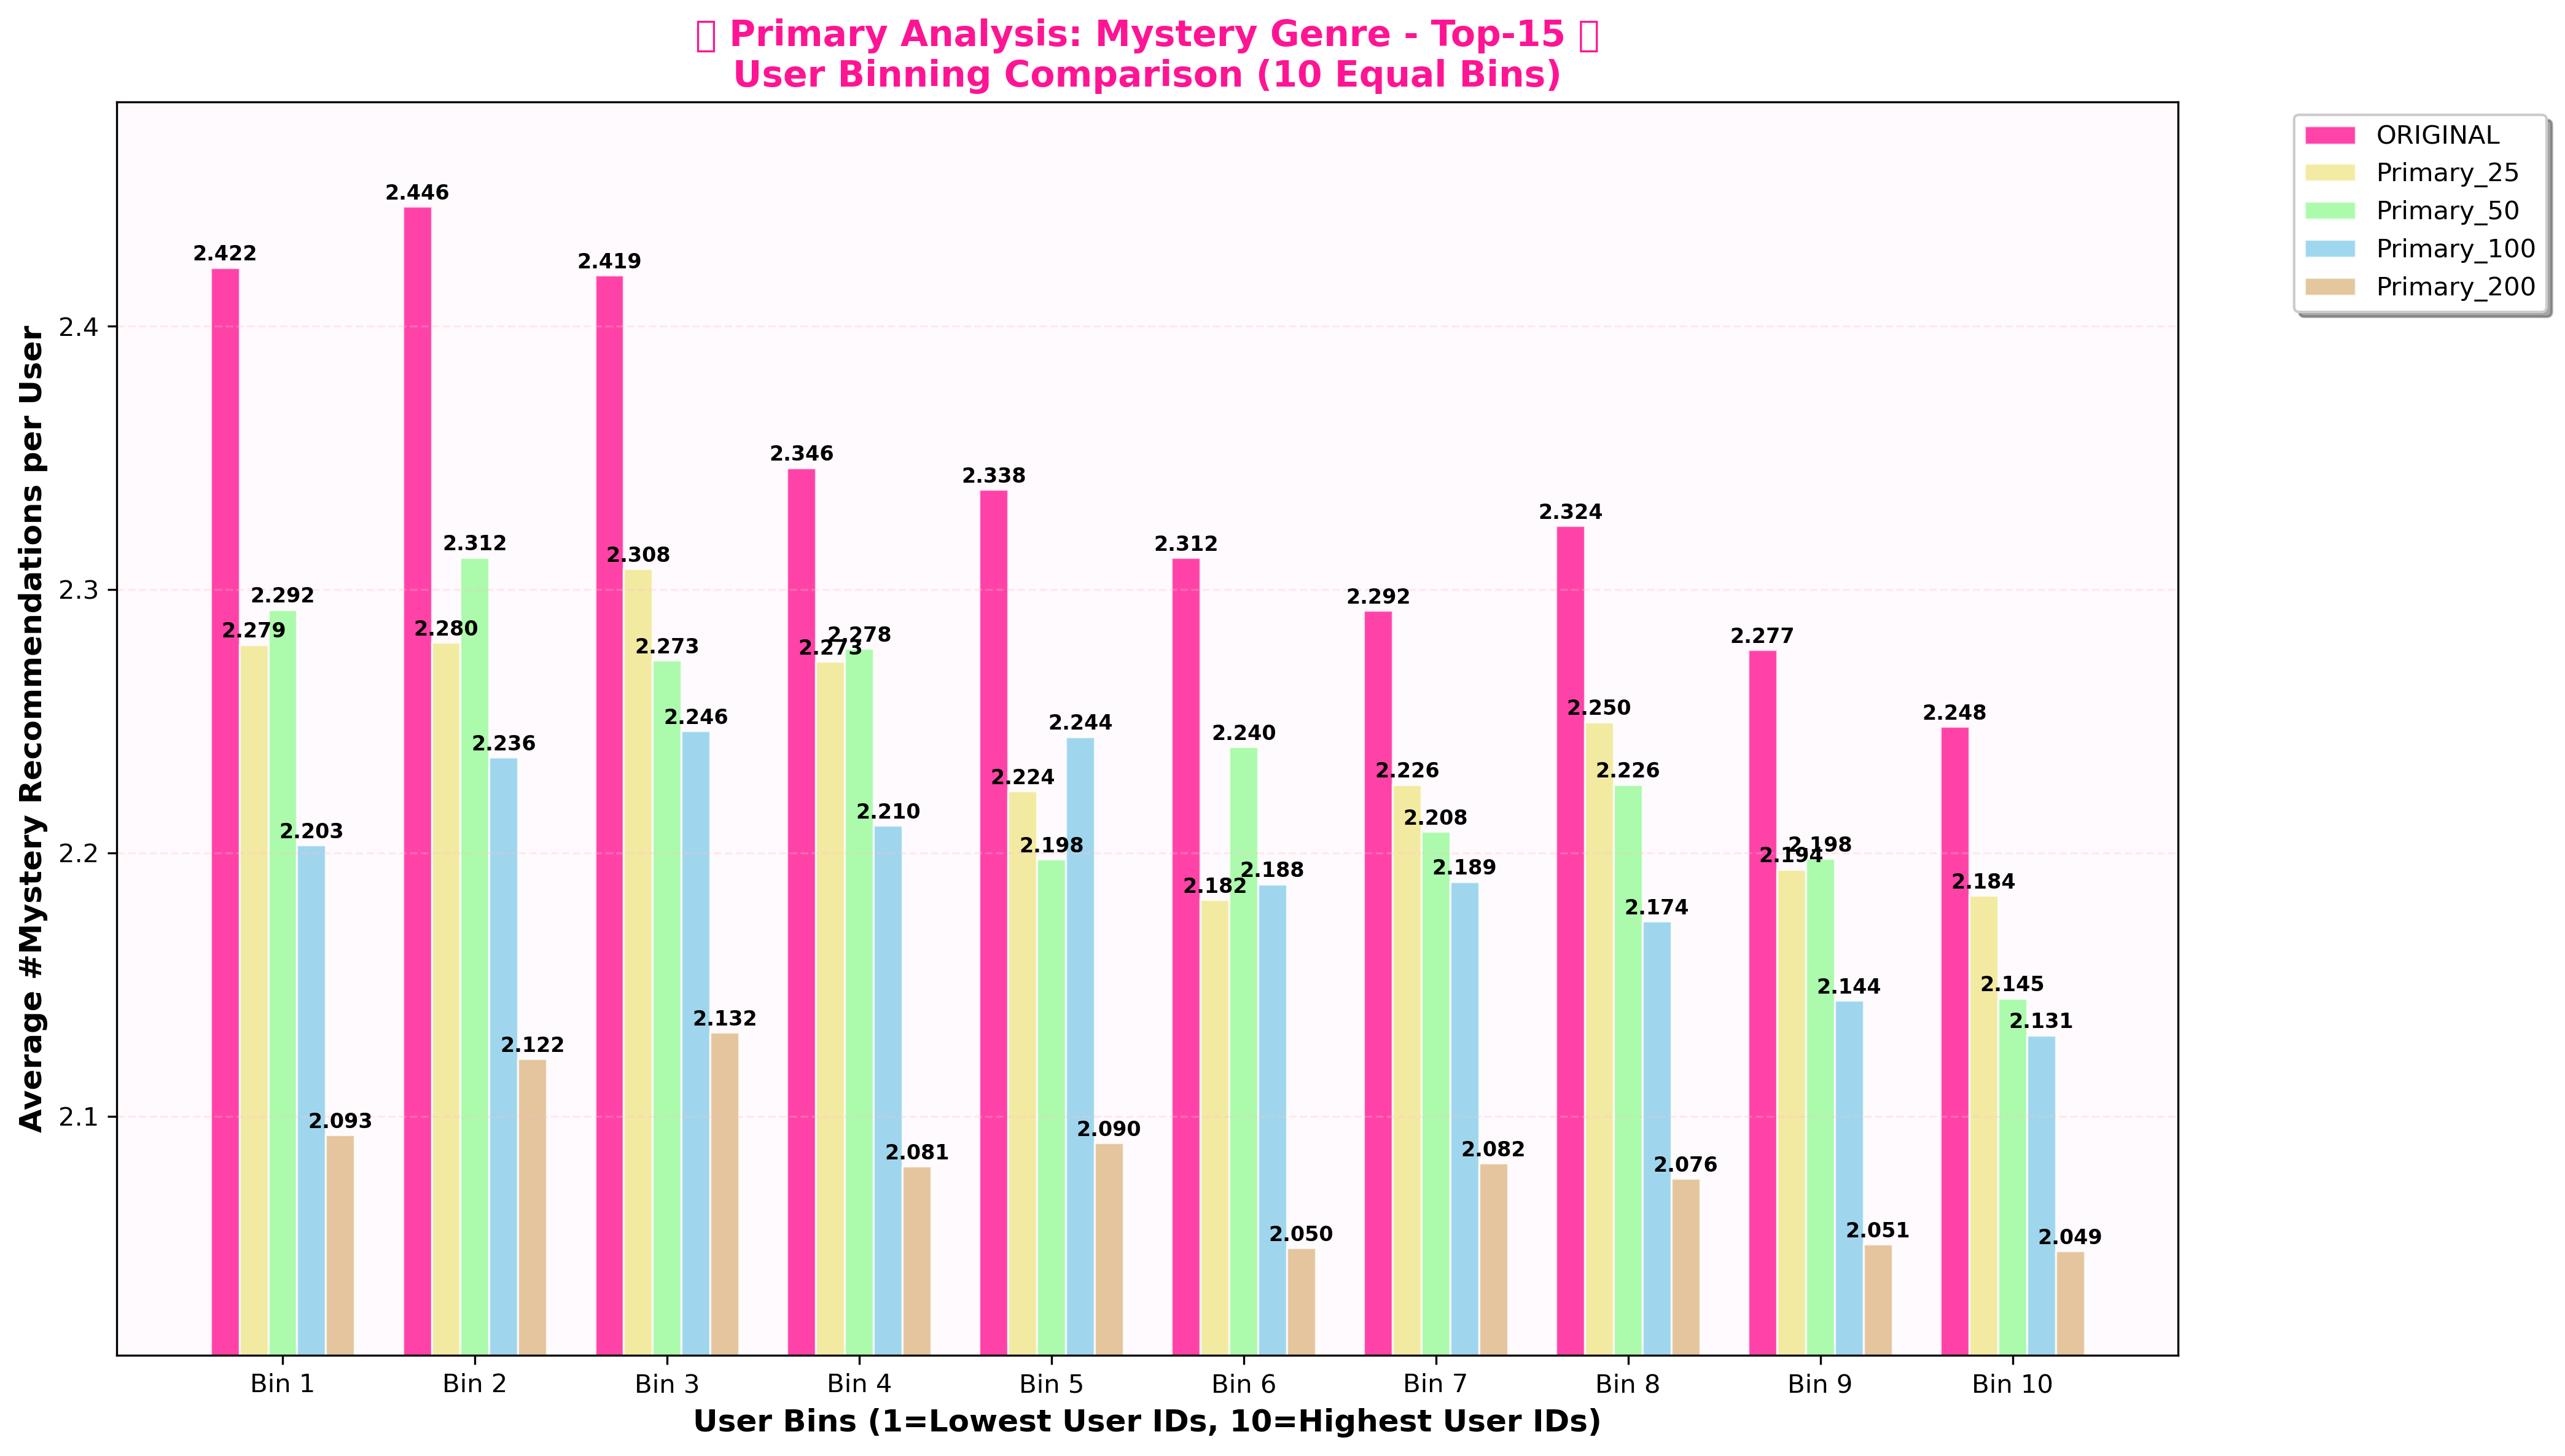 Primary Analysis: Mystery Genre - Top-15
User Binning Comparison (10 Equal Bins)
ORIGINAL
Primary_25
Primary_50
Primary_100
Primary_200
Average #Mystery Recommendations per User
2.4
2.3
2.2
2.1
2.422
2.279
2.292
2.203
2.093
2.446
2.280
2.312
2.236
2.122
2.419
2.308
2.273
2.246
2.132
2.346
2.273
2.278
2.210
2.081
2.338
2.224
2.198
2.244
2.090
2.312
2.182
2.240
2.188
2.050
2.292
2.226
2.208
2.189
2.082
2.324
2.250
2.226
2.174
2.076
2.277
2.194
2.198
2.144
2.051
2.248
2.184
2.145
2.131
2.049
Bin 1
Bin 2
Bin 3
Bin 4
Bin 5
Bin 6
Bin 7
Bin 8
Bin 9
Bin 10
User Bins (1=Lowest User IDs, 10=Highest User IDs)